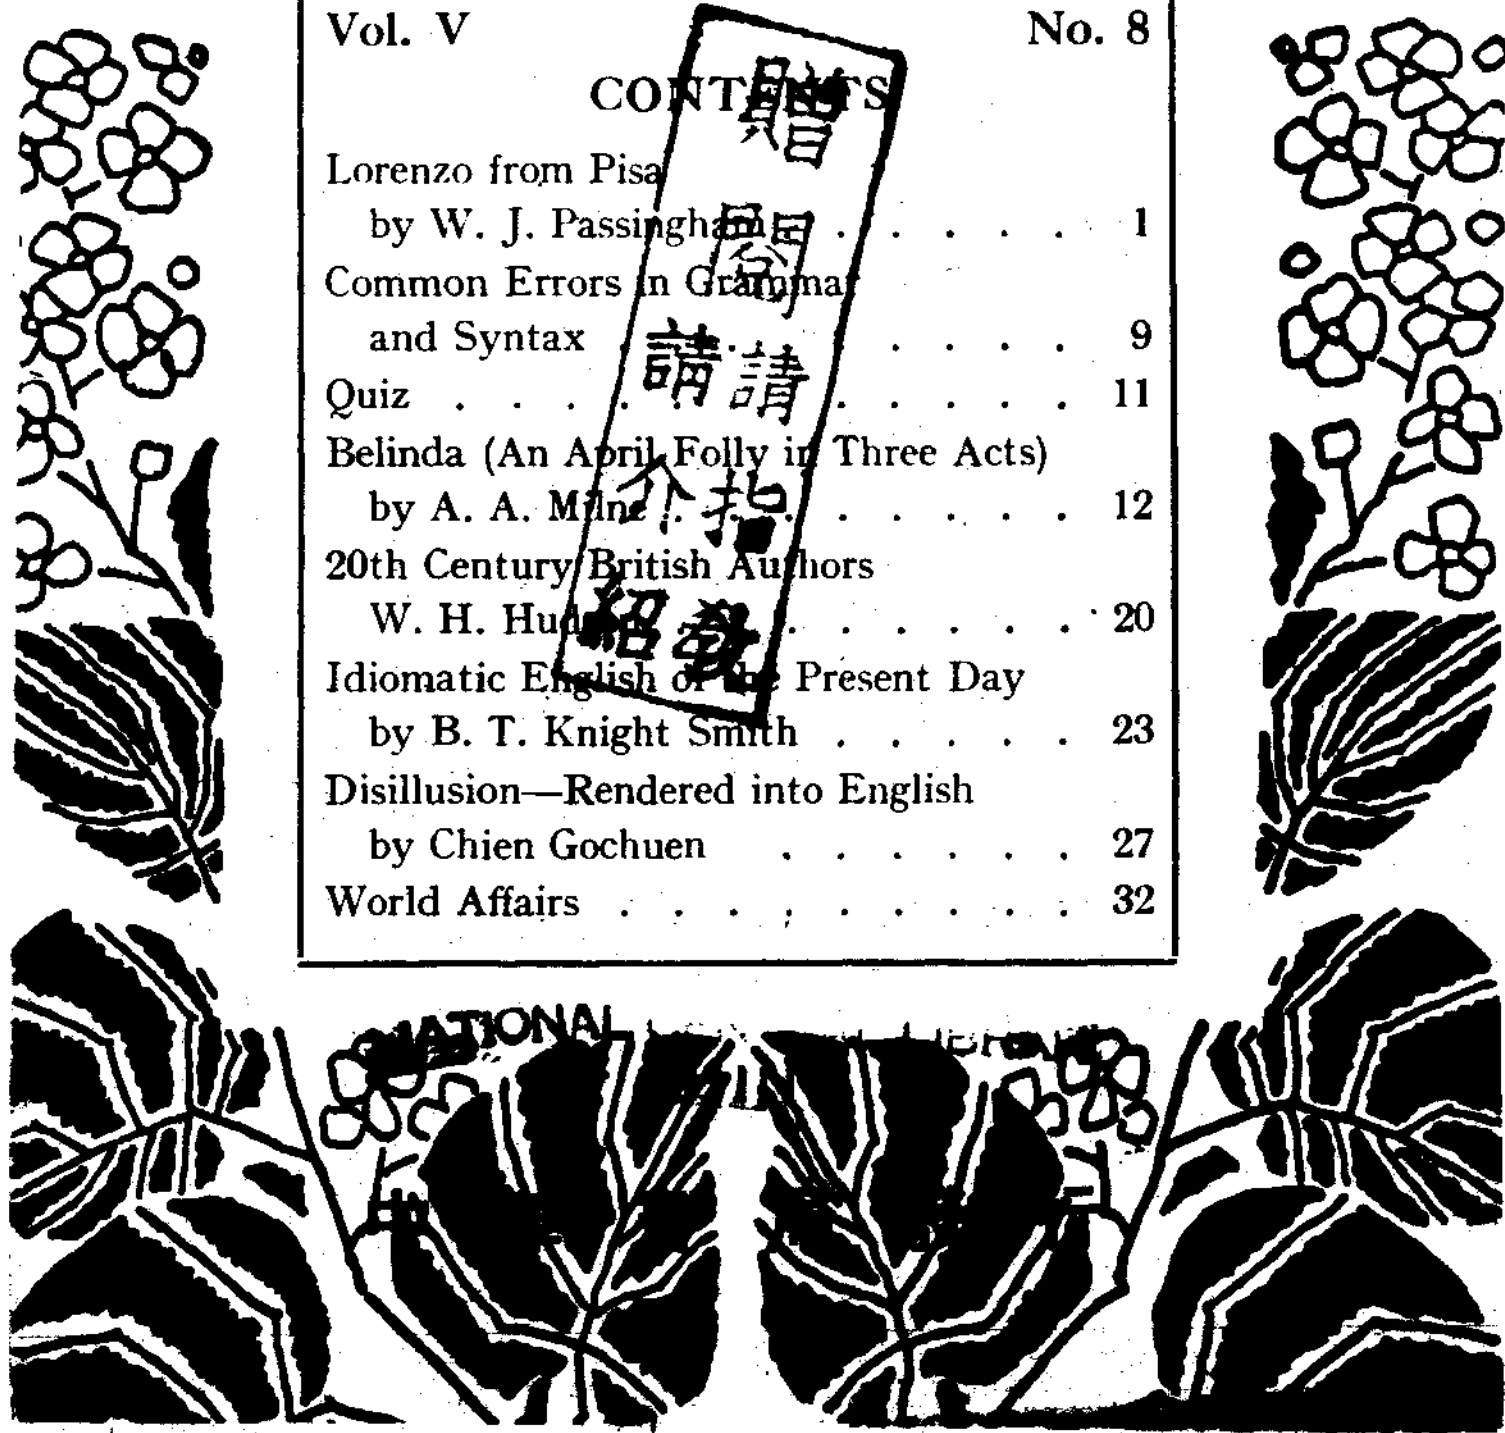 Vol. V No. 8
CONTENTS
Lorenzo from Pisa
by W. J. Passingham . . . . . 1
Common Errors in Grammar
and Syntax . . . . . . 9
Quiz . . . . . . . . . . . 11
Belinda (An April Folly in Three Acts)
by A. A. Milne . . . . . . . . 12
20th Century British Authors
W. H. Hudson . . . . . . 20
Idiomatic English of the Present Day
by B. T. Knight Smith . . . . . 23
Disillusion—Rendered into English
by Chien Gochuen . . . . . . 27
World Affairs . . . . . . . . . 32
贈閱請指教
請介紹
NATIONAL